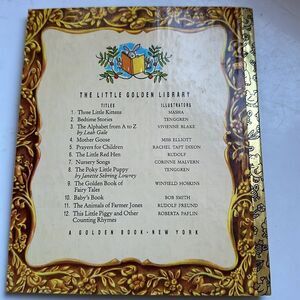 THE LITTLE GOLDEN LIBRARY
TITLES ILLUSTRATORS
1. Three Little Kittens MASHA
2. Bedtime Stories TENGGREN
3. The Alphabet from A to Z VIVIENNE BLAKE
by Leah Gale
4. Mother Goose MISS ELLIOTT
5. Prayers for Children RACHEL TAFT DIXON
6. The Little Red Hen RUDOLF
7. Nursery Songs CORINNE MALVERN
8. The Poky Little Puppy TENGGREN
by Janette Sebring Lowrey
9. The Golden Book of WINFIELD HOSKINS
Fairy Tales
10. Baby's Book BOB SMITH
11. The Animals of Farmer Jones RUDOLF FREUND
12. This Little Piggy and Other ROBERTA PAFLIN
Counting Rhymes
A GOLDEN BOOK · NEW YORK